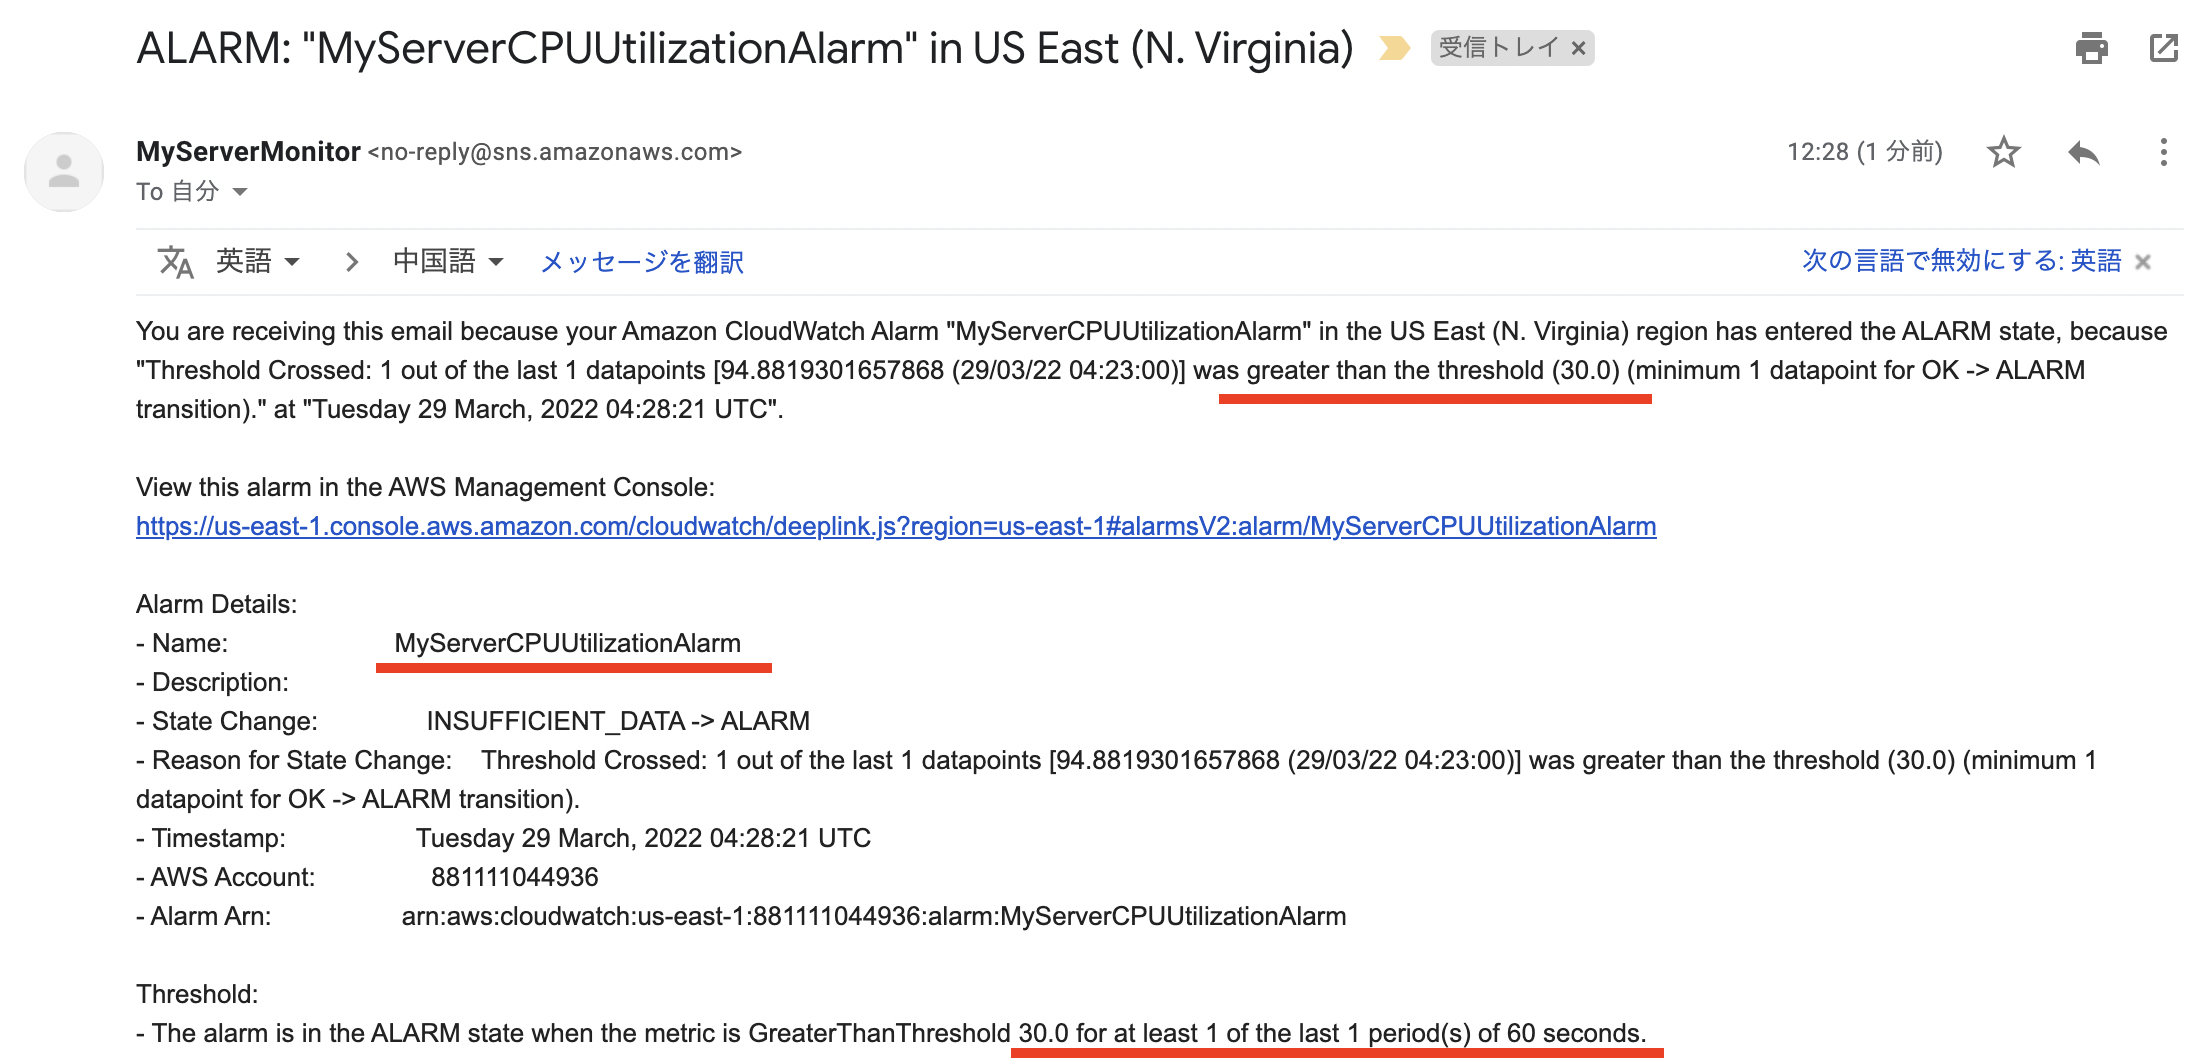 ALARM: "MyServerCPUUtilizationAlarm" in US East (N. Virginia) 受信トレイ ×
MyServerMonitor <no-reply@sns.amazonaws.com> 12:28 (1 分前)
To 自分
英語 > 中国語 メッセージを翻訳 次の言語で無効にする: 英語 ×
You are receiving this email because your Amazon CloudWatch Alarm "MyServerCPUUtilizationAlarm" in the US East (N. Virginia) region has entered the ALARM state, because
"Threshold Crossed: 1 out of the last 1 datapoints [94.8819301657868 (29/03/22 04:23:00)] was greater than the threshold (30.0) (minimum 1 datapoint for OK -> ALARM
transition)." at "Tuesday 29 March, 2022 04:28:21 UTC".
View this alarm in the AWS Management Console:
https://us-east-1.console.aws.amazon.com/cloudwatch/deeplink.js?region=us-east-1#alarmsV2:alarm/MyServerCPUUtilizationAlarm
Alarm Details:
- Name: MyServerCPUUtilizationAlarm
- Description:
- State Change: INSUFFICIENT_DATA -> ALARM
- Reason for State Change: Threshold Crossed: 1 out of the last 1 datapoints [94.8819301657868 (29/03/22 04:23:00)] was greater than the threshold (30.0) (minimum 1
datapoint for OK -> ALARM transition).
- Timestamp: Tuesday 29 March, 2022 04:28:21 UTC
- AWS Account: 881111044936
- Alarm Arn: arn:aws:cloudwatch:us-east-1:881111044936:alarm:MyServerCPUUtilizationAlarm
Threshold:
- The alarm is in the ALARM state when the metric is GreaterThanThreshold 30.0 for at least 1 of the last 1 period(s) of 60 seconds.